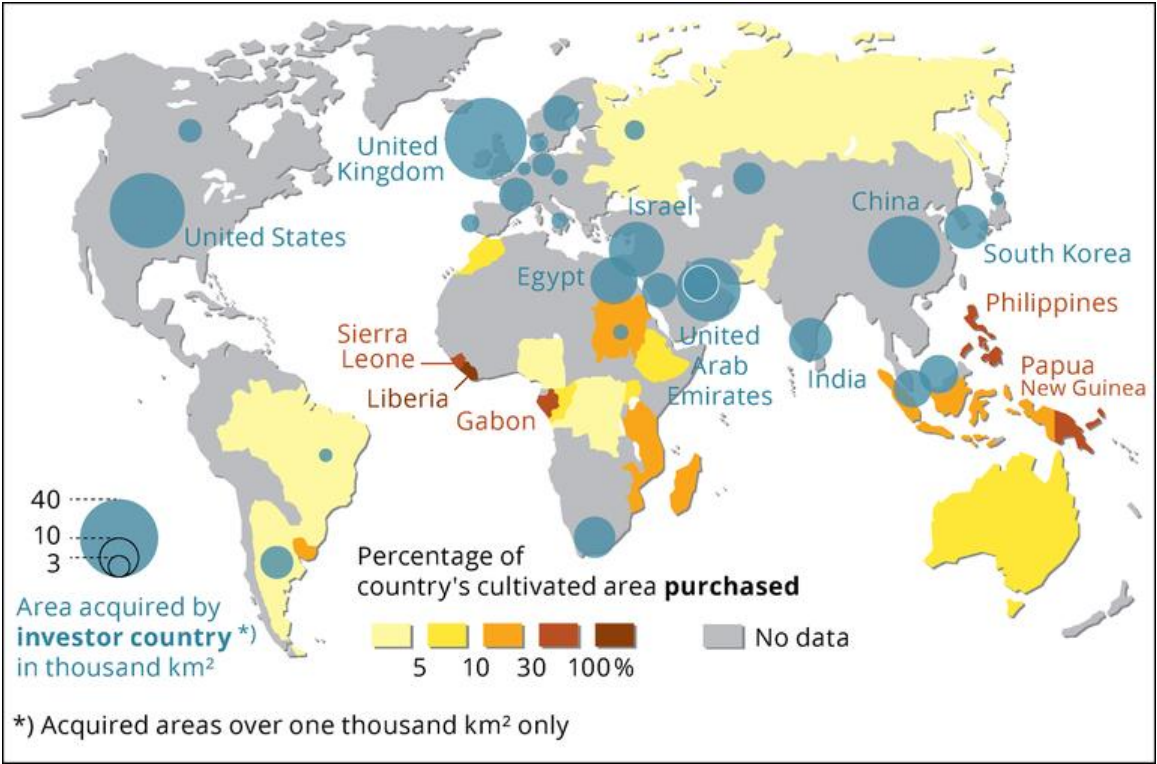 United
Kingdom
Israel
China
United States
South Korea
Egypt
Philippines
Sierra
Leone
United
Arab
Emirates
Papua
New Guinea
India
Liberia
Gabon
40
10
3
Percentage of
country's cultivated area purchased
Area acquired by
investor country *)
in thousand km²
No data
5 10 30 100%
*) Acquired areas over one thousand km² only